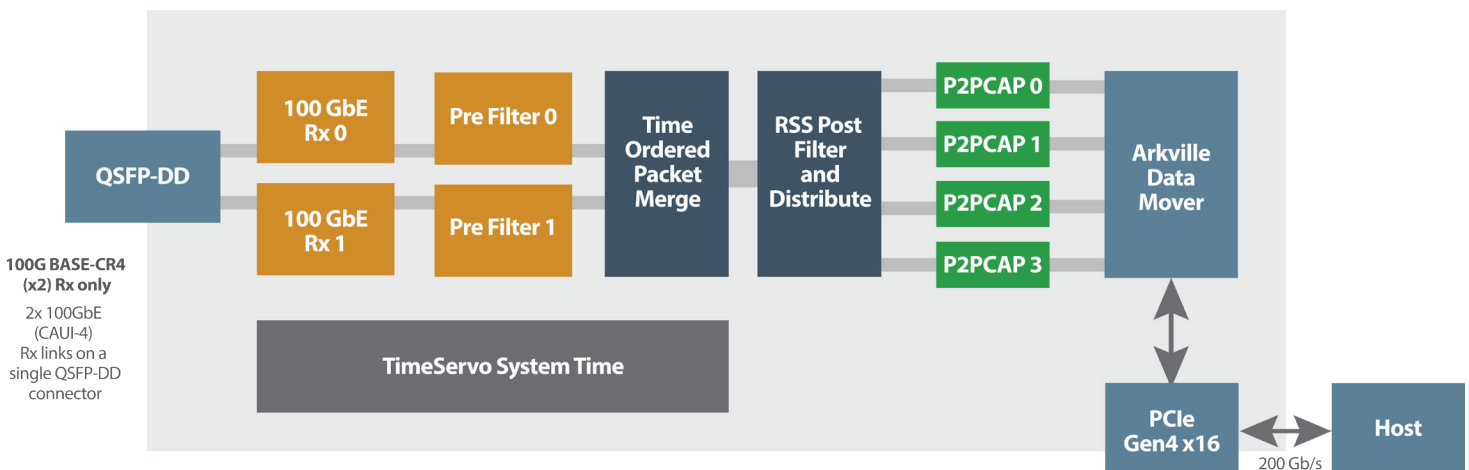 QSFP-DD
100G BASE-CR4
(x2) Rx only
2x 100GbE
(CAUI-4)
Rx links on a
single QSFP-DD
connector
100 GbE
Rx 0
100 GbE
Rx 1
Pre Filter 0
Pre Filter 1
Time
Ordered
Packet
Merge
RSS Post
Filter
and
Distribute
P2PCAP 0
P2PCAP 1
P2PCAP 2
P2PCAP 3
Arkville
Data
Mover
TimeServo System Time
PCIe
Gen4 x16
200 Gb/s
Host